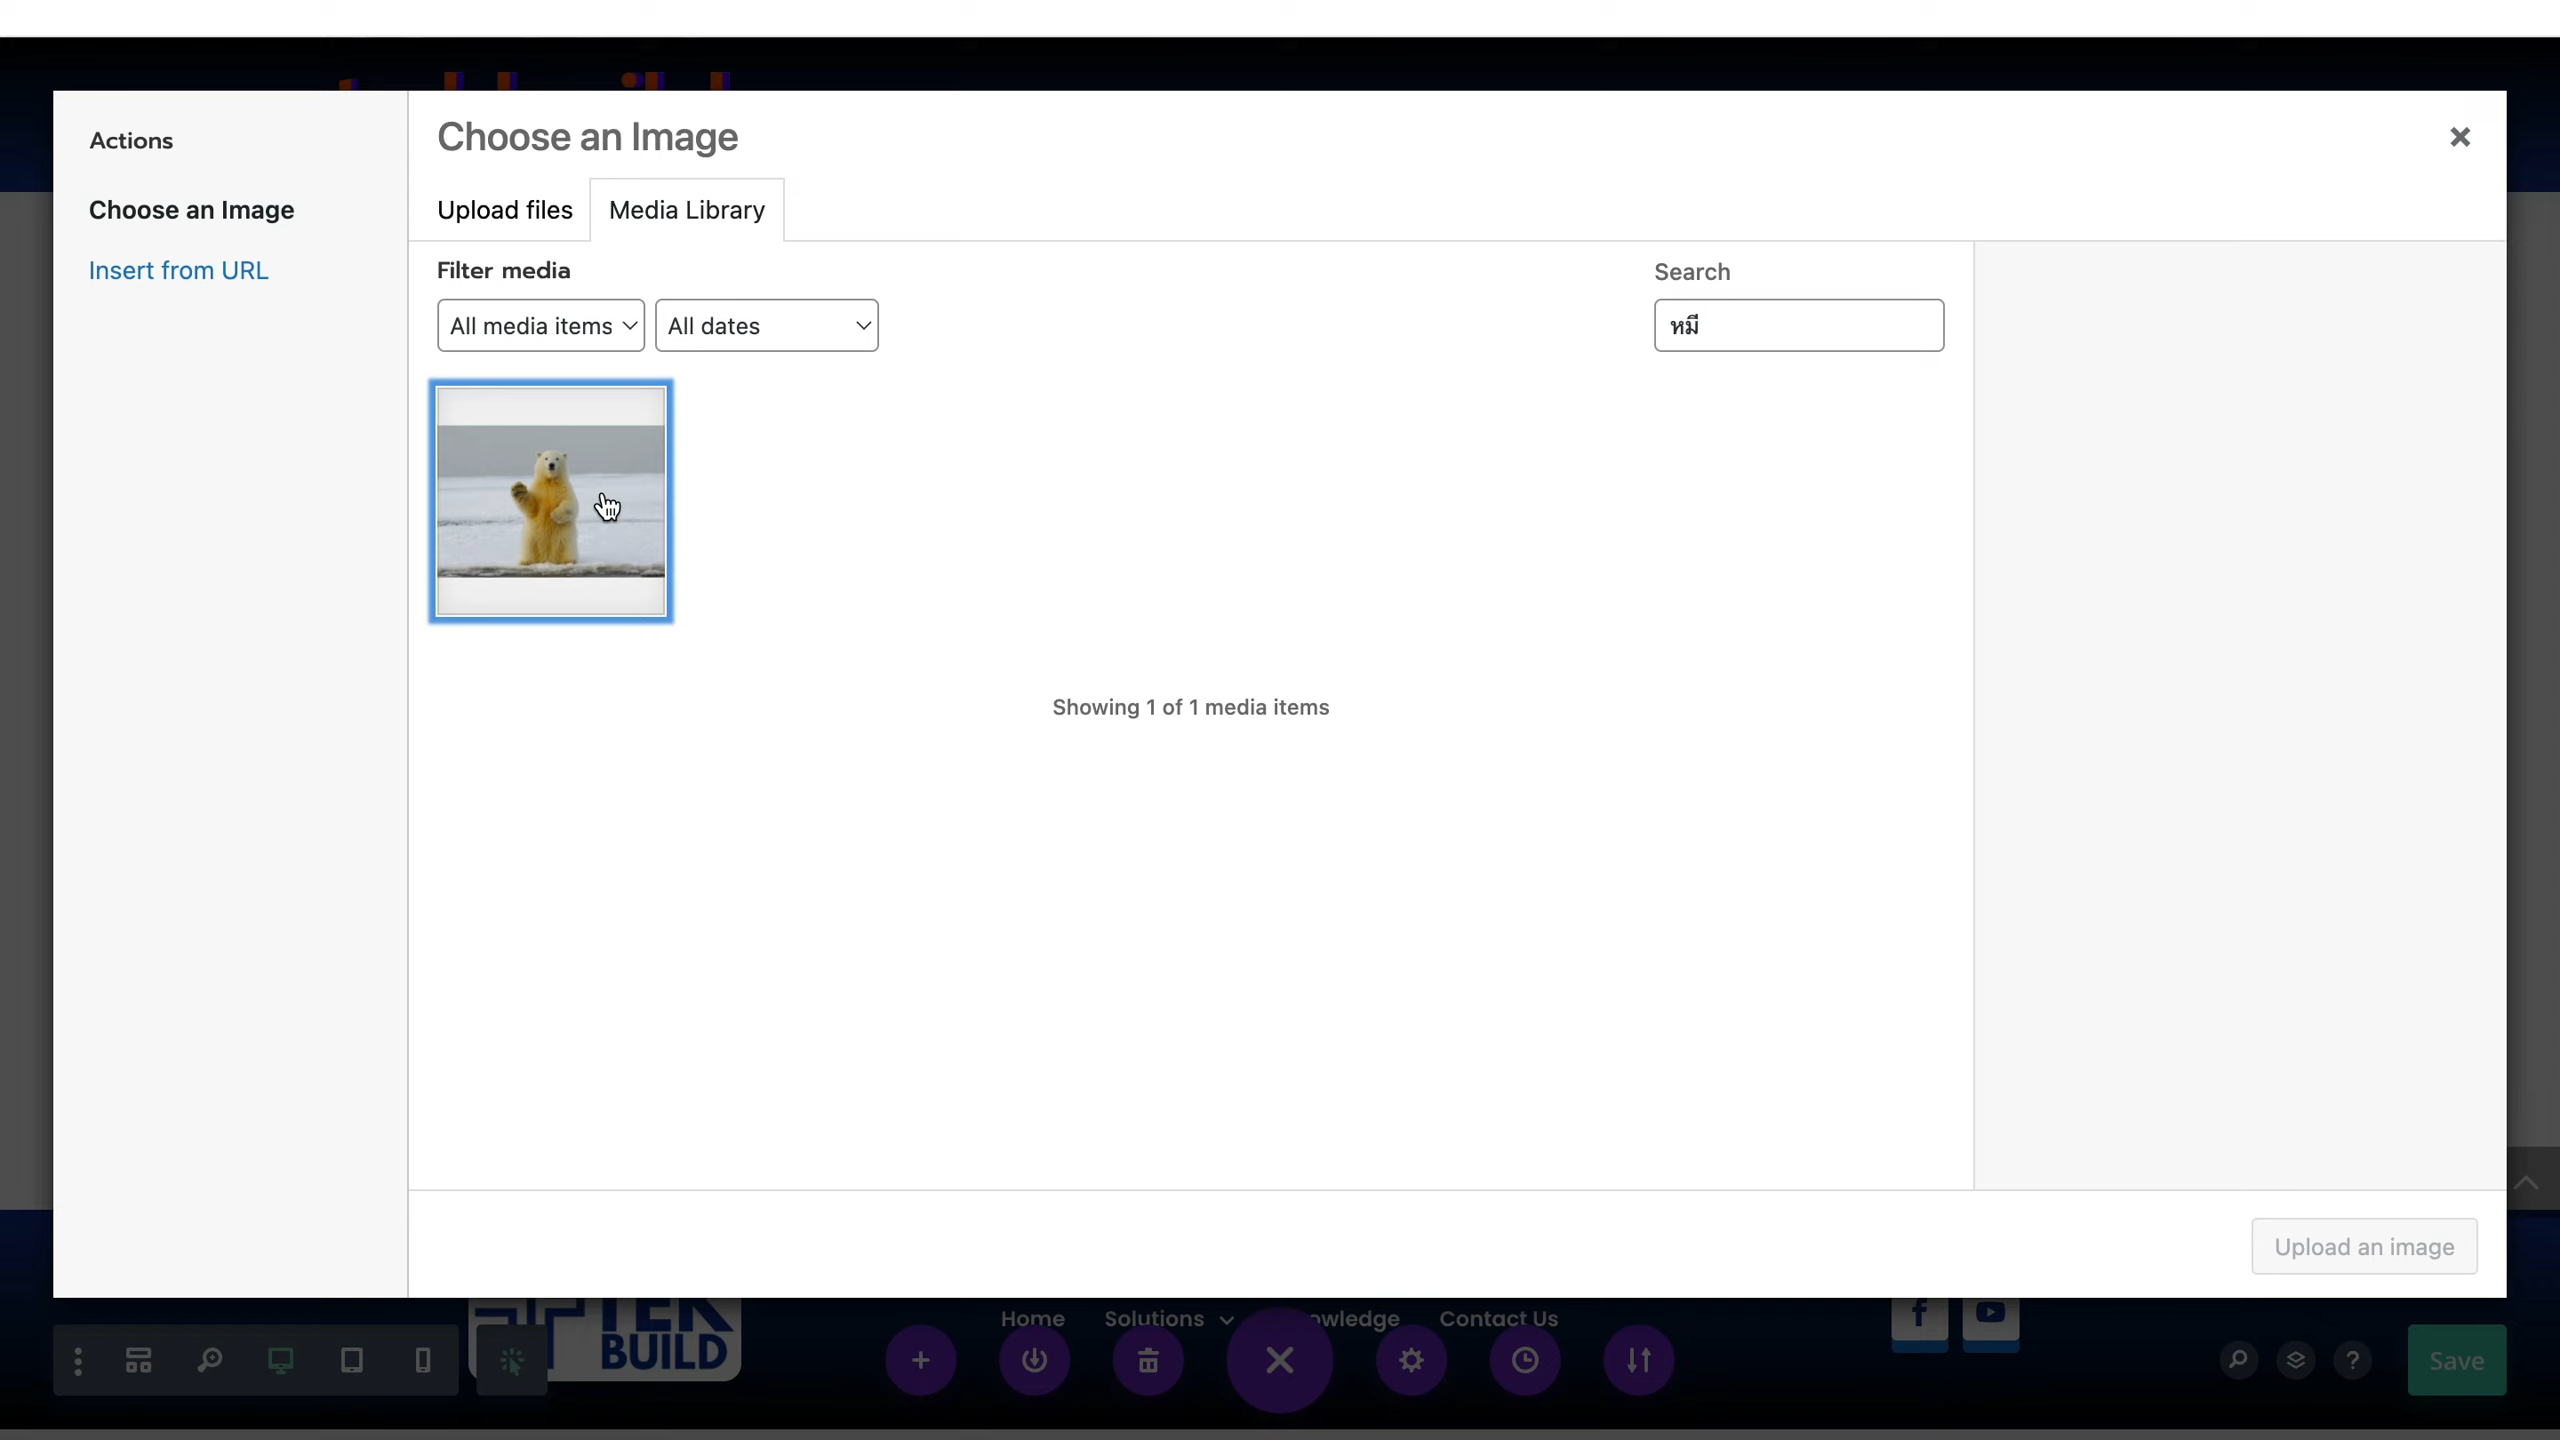 Actions
Choose an Image
Insert from URL
Choose an Image
Upload files
Media Library
Filter media
All media items
All dates
Search
หมี
Showing 1 of 1 media items
Upload an image
BUILD
Home
Solutions
Contact Us
f
?
Save